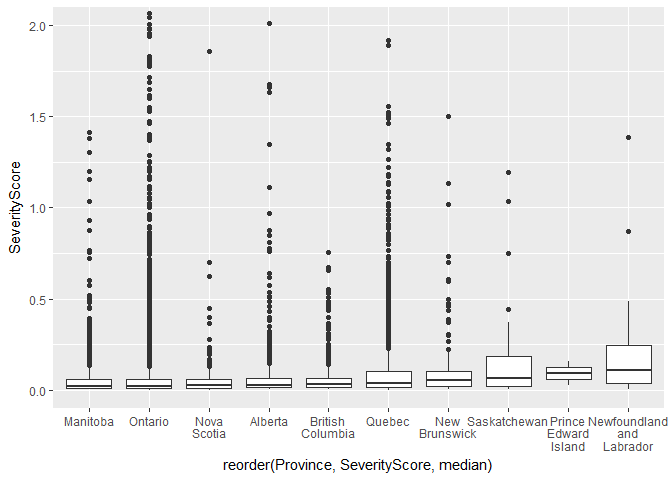 2.0
1.5
1.0
0.5
0.0
SeverityScore
Manitoba
Ontario
Nova
Scotia
Alberta
British
Columbia
Quebec
New
Brunswick
Saskatchewan
Prince
Edward
Island
Newfoundland
and
Labrador
reorder(Province, SeverityScore, median)